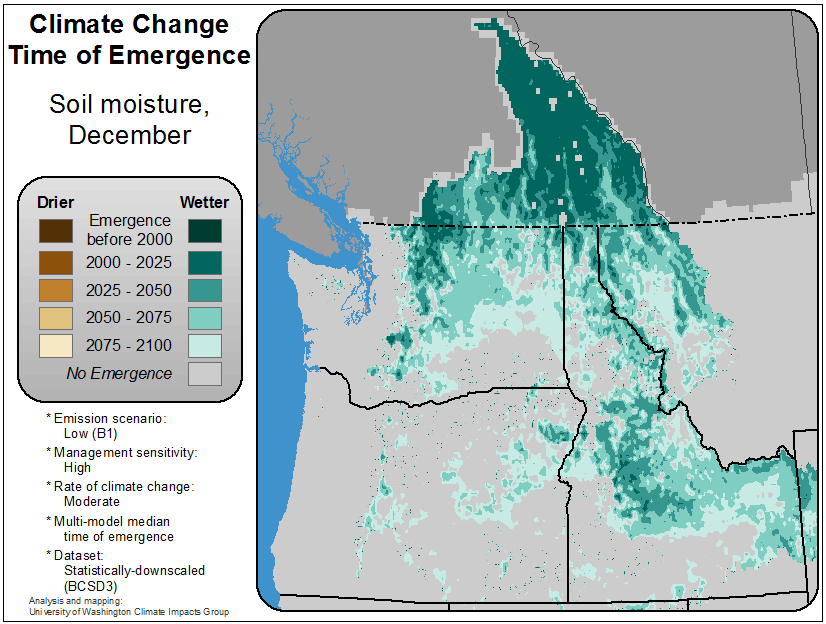 Climate Change
Time of Emergence
Soil moisture,
December
Drier
Wetter
Emergence
before 2000
2000 - 2025
2025 - 2050
2050 - 2075
2075 - 2100
No Emergence
* Emission scenario:
Low (B1)
* Management sensitivity:
High
* Rate of climate change:
Moderate
* Multi-model median
time of emergence
* Dataset:
Statistically-downscaled
(BCSD3)
Analysis and mapping:
University of Washington Climate Impacts Group